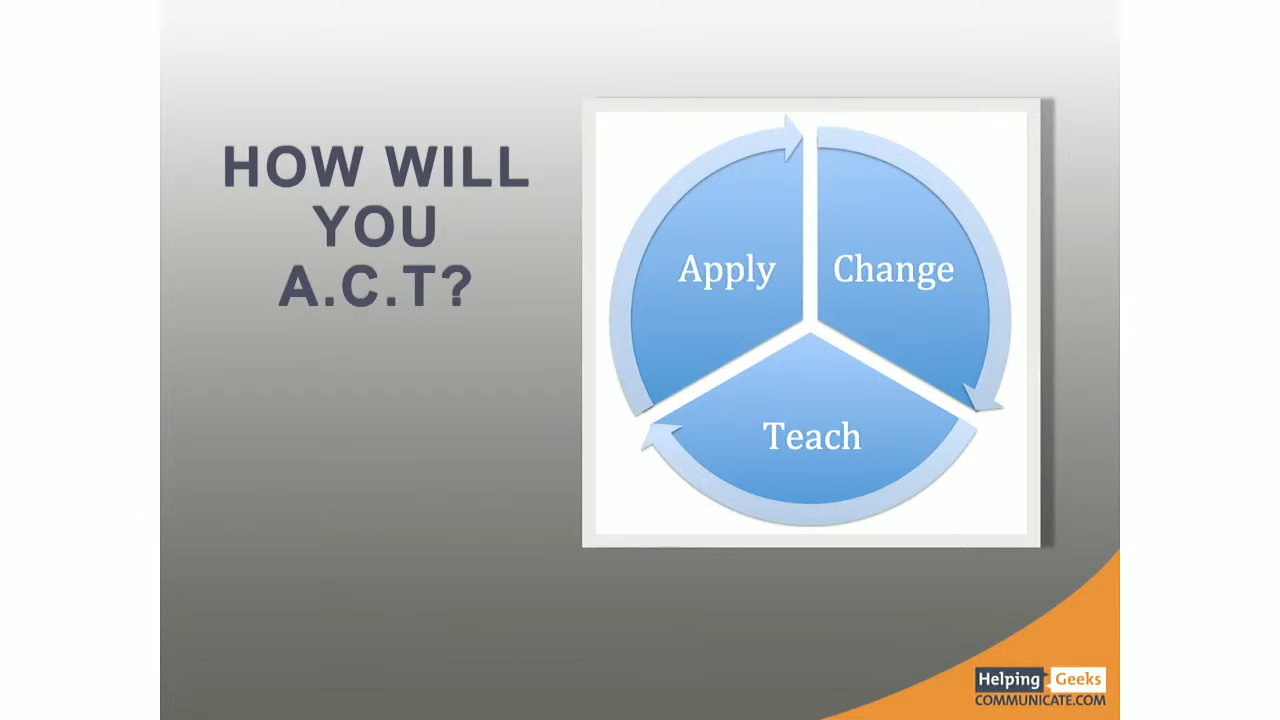 HOW WILL
YOU
A.C.T?
Apply
Change
Teach
Helping Geeks
COMMUNICATE.COM